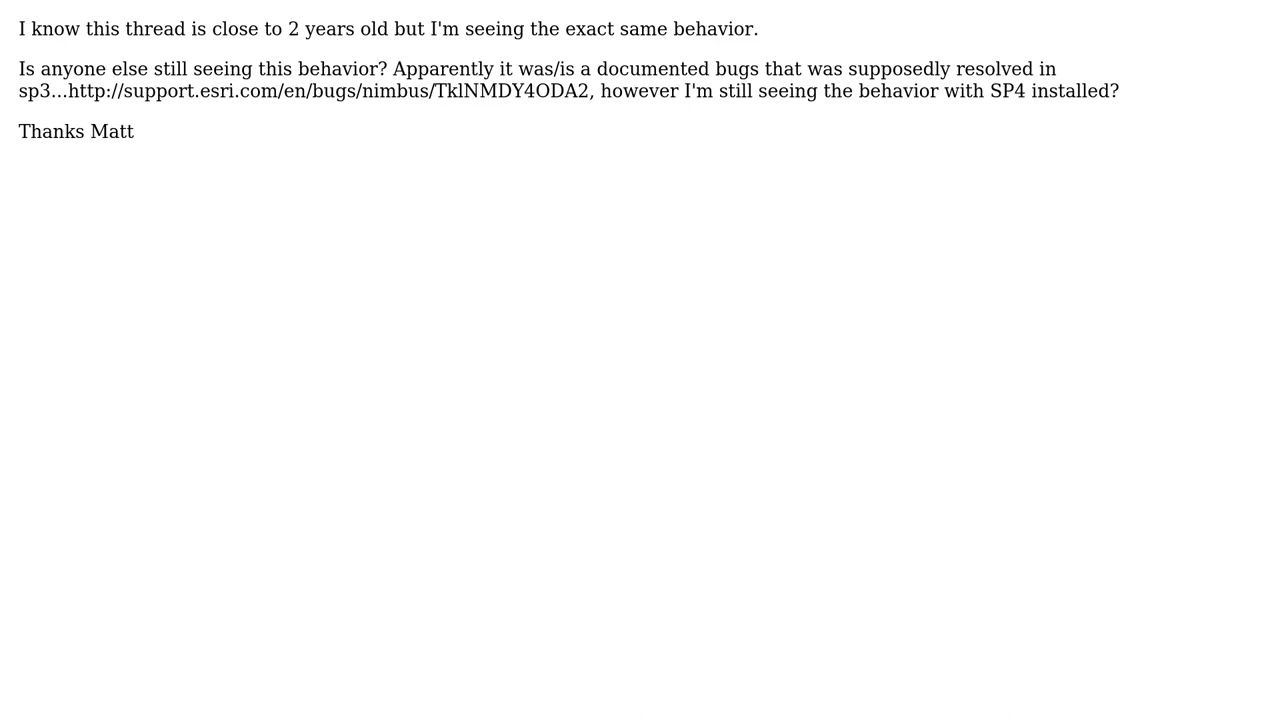 I know this thread is close to 2 years old but I'm seeing the exact same behavior.
Is anyone else still seeing this behavior? Apparently it was/is a documented bugs that was supposedly resolved in
sp3...http://support.esri.com/en/bugs/nimbus/TklNMDY4ODA2, however I'm still seeing the behavior with SP4 installed?
Thanks Matt